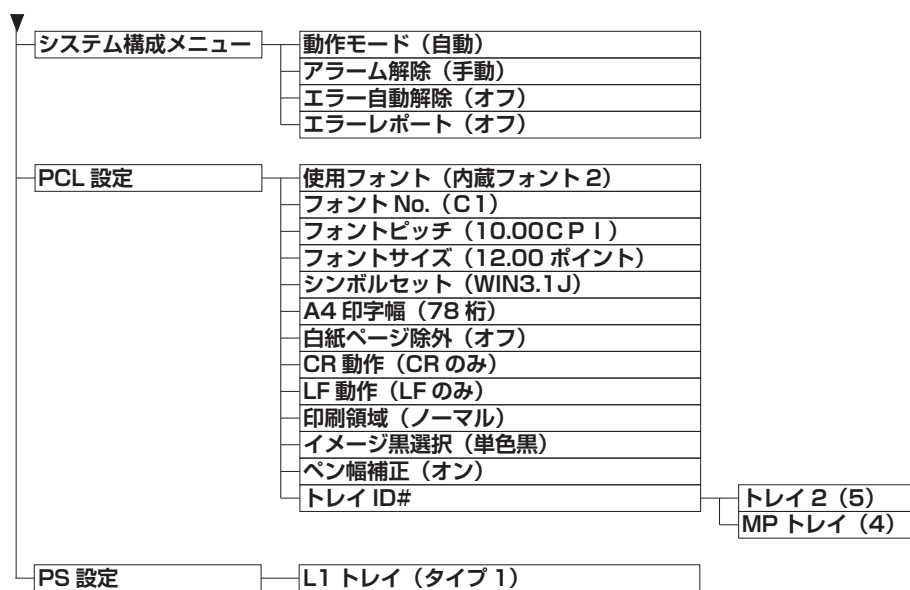 システム構成メニュー
動作モード（自動）
アラーム解除（手動）
エラー自動解除（オフ）
エラーレポート（オフ）
PCL 設定
使用フォント（内蔵フォント 2）
フォント No.（C1）
フォントピッチ（10.00ＣＰＩ）
フォントサイズ（12.00 ポイント）
シンボルセット（WIN3.1J）
A4 印字幅（78 桁）
白紙ページ除外（オフ）
CR 動作（CR のみ）
LF 動作（LF のみ）
印刷領域（ノーマル）
イメージ黒選択（単色黒）
ペン幅補正（オン）
トレイ ID#
トレイ 2（5）
MP トレイ（4）
PS 設定
L1 トレイ（タイプ 1）